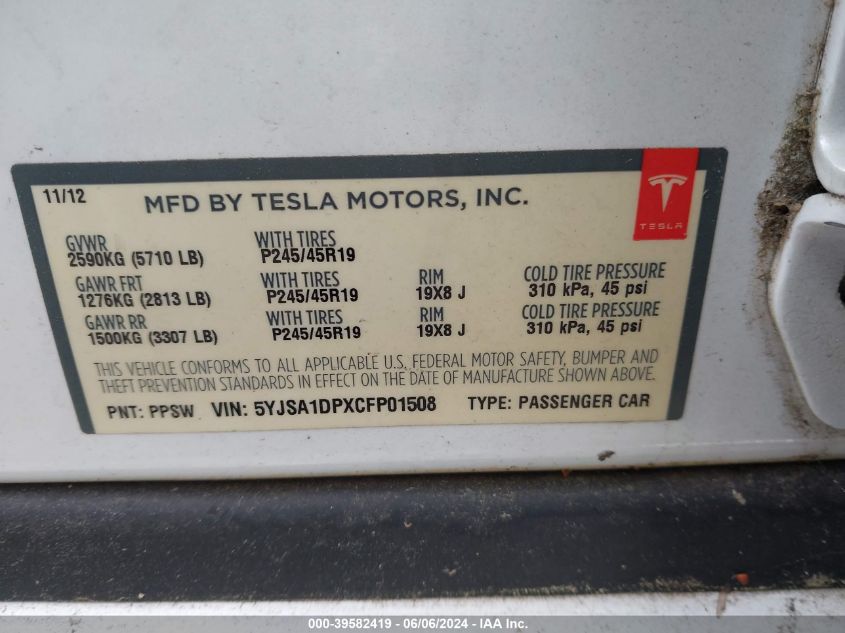 11/12 MFD BY TESLA MOTORS, INC.
TESLA
GVWR WITH TIRES
2590KG (5710 LB) P245/45R19
GAWR FRT WITH TIRES RIM COLD TIRE PRESSURE
1276KG (2813 LB) P245/45R19 19X8 J 310 kPa, 45 psi
GAWR RR WITH TIRES RIM COLD TIRE PRESSURE
1500KG (3307 LB) P245/45R19 19X8 J 310 kPa, 45 psi
THIS VEHICLE CONFORMS TO ALL APPLICABLE U.S. FEDERAL MOTOR SAFETY, BUMPER AND
THEFT PREVENTION STANDARDS IN EFFECT ON THE DATE OF MANUFACTURE SHOWN ABOVE.
PNT: PPSW VIN: 5YJSA1DPXCFP01508 TYPE: PASSENGER CAR
000-39582419 - 06/06/2024 - IAA Inc.